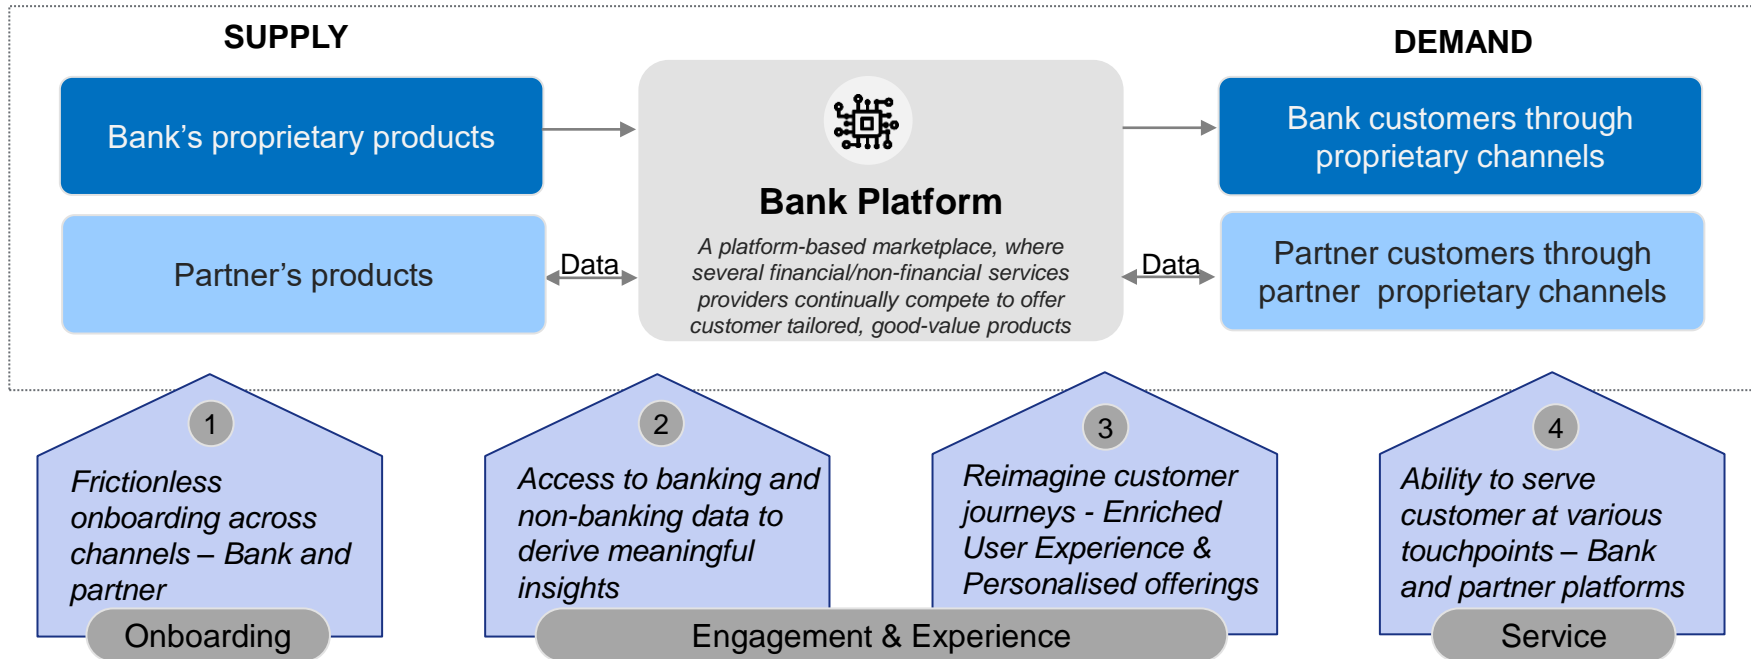 SUPPLY
Bank’s proprietary products
Partner’s products
Data
Bank Platform
A platform-based marketplace, where
several financial/non-financial services
providers continually compete to offer
customer tailored, good-value products
Data
DEMAND
Bank customers through
proprietary channels
Partner customers through
partner  proprietary channels
1
Frictionless
onboarding across
channels – Bank and
partner
2
Access to banking and
non-banking data to
derive meaningful
insights
3
Reimagine customer
journeys - Enriched
User Experience &
Personalised offerings
4
Ability to serve
customer at various
touchpoints – Bank
and partner platforms
Onboarding
Engagement & Experience
Service